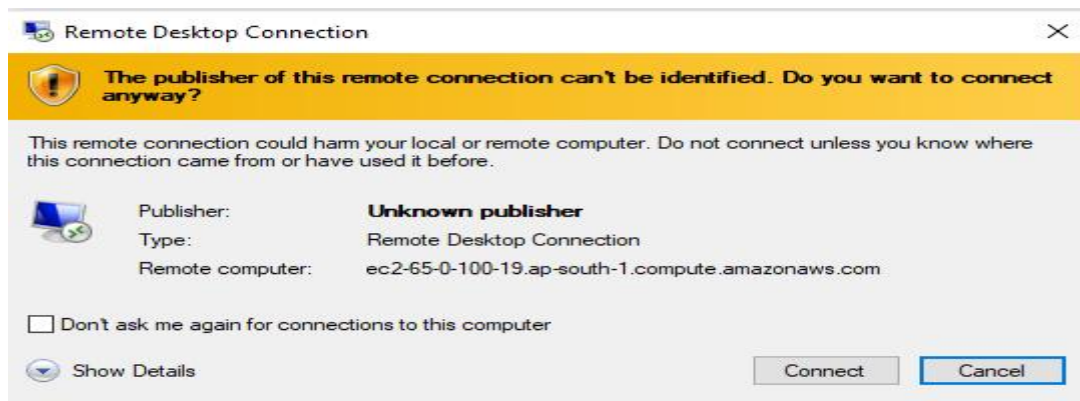 Remote Desktop Connection
The publisher of this remote connection can't be identified. Do you want to connect
anyway?
This remote connection could harm your local or remote computer. Do not connect unless you know where
this connection came from or have used it before.
Publisher: Unknown publisher
Type: Remote Desktop Connection
Remote computer: ec2-65-0-100-19.ap-south-1.compute.amazonaws.com
Don't ask me again for connections to this computer
Show Details Connect Cancel